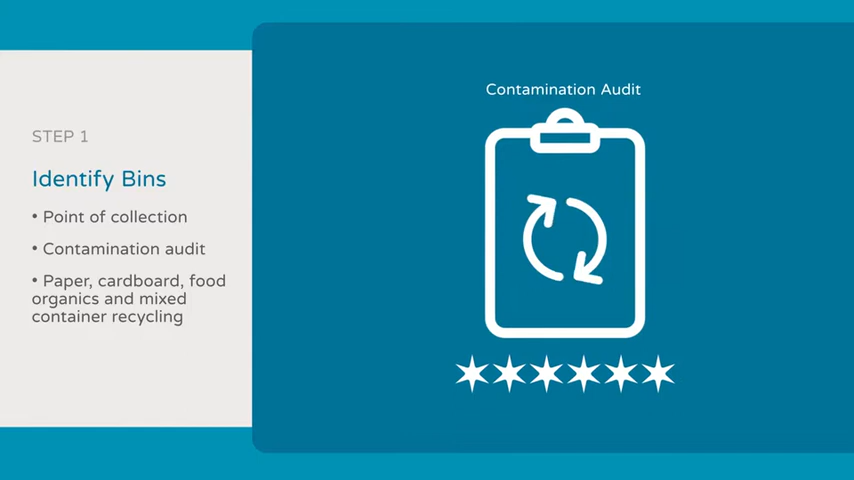 STEP 1
Identify Bins
• Point of collection
• Contamination audit
• Paper, cardboard, food
organics and mixed
container recycling
Contamination Audit